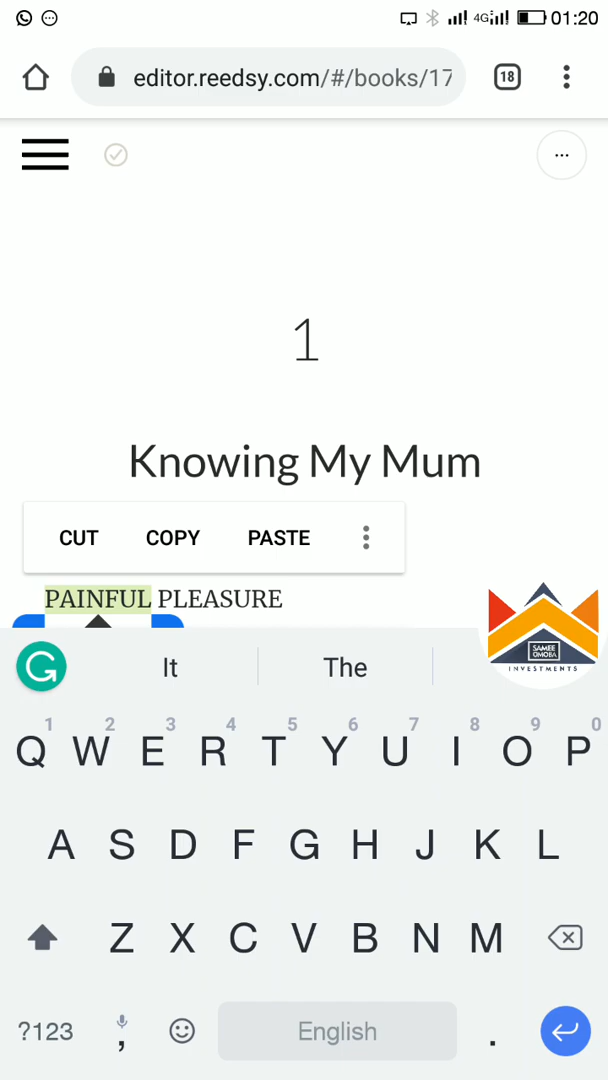 4G 01:20
editor.reedsy.com/#/books/17
18
1
Knowing My Mum
CUT COPY PASTE
PAINFUL PLEASURE
SAMEE
OMOBA
INVESTMENTS
G It The
1 2 3 4 5 6 7 8 9 0
Q W E R T Y U I O P
A S D F G H J K L
Z X C V B N M
?123 , English .